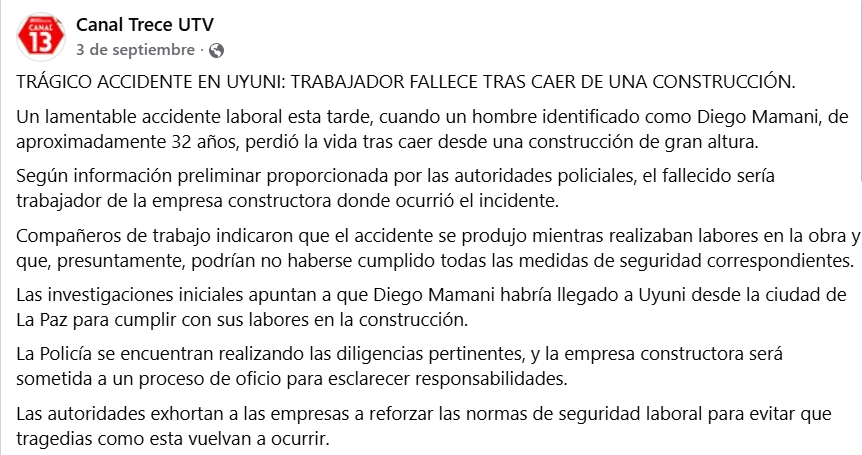 CANAL
13
Canal Trece UTV
3 de septiembre ·
TRÁGICO ACCIDENTE EN UYUNI: TRABAJADOR FALLECE TRAS CAER DE UNA CONSTRUCCIÓN.
Un lamentable accidente laboral esta tarde, cuando un hombre identificado como Diego Mamani, de
aproximadamente 32 años, perdió la vida tras caer desde una construcción de gran altura.
Según información preliminar proporcionada por las autoridades policiales, el fallecido sería
trabajador de la empresa constructora donde ocurrió el incidente.
Compañeros de trabajo indicaron que el accidente se produjo mientras realizaban labores en la obra y
que, presuntamente, podrían no haberse cumplido todas las medidas de seguridad correspondientes.
Las investigaciones iniciales apuntan a que Diego Mamani habría llegado a Uyuni desde la ciudad de
La Paz para cumplir con sus labores en la construcción.
La Policía se encuentran realizando las diligencias pertinentes, y la empresa constructora será
sometida a un proceso de oficio para esclarecer responsabilidades.
Las autoridades exhortan a las empresas a reforzar las normas de seguridad laboral para evitar que
tragedias como esta vuelvan a ocurrir.